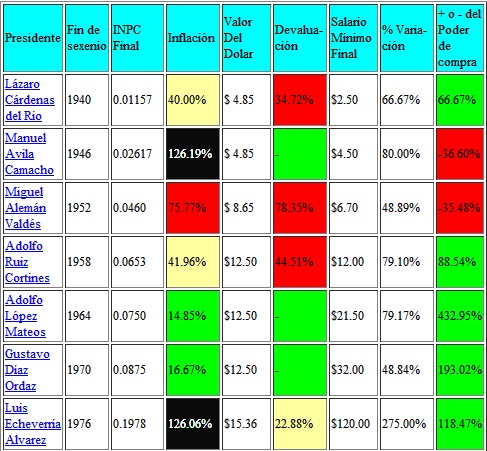 Presidente | Fin de sexenio | INPC Final | Inflación | Valor Del Dolar | Devalua-ción | Salario Mínimo Final | % Varia-ción | + o - del Poder de compra
Lázaro Cárdenas del Rio | 1940 | 0.01157 | 40.00% | $ 4.85 | 34.72% | $2.50 | 66.67% | 66.67%
Manuel Avila Camacho | 1946 | 0.02617 | 126.19% | $ 4.85 | - | $4.50 | 80.00% | -36.60%
Miguel Alemán Valdés | 1952 | 0.0460 | 75.77% | $ 8.65 | 78.35% | $6.70 | 48.89% | -35.48%
Adolfo Ruiz Cortines | 1958 | 0.0653 | 41.96% | $12.50 | 44.51% | $12.00 | 79.10% | 88.54%
Adolfo López Mateos | 1964 | 0.0750 | 14.85% | $12.50 | - | $21.50 | 79.17% | 432.95%
Gustavo Díaz Ordaz | 1970 | 0.0875 | 16.67% | $12.50 | - | $32.00 | 48.84% | 193.02%
Luis Echeverría Alvarez | 1976 | 0.1978 | 126.06% | $15.36 | 22.88% | $120.00 | 275.00% | 118.47%